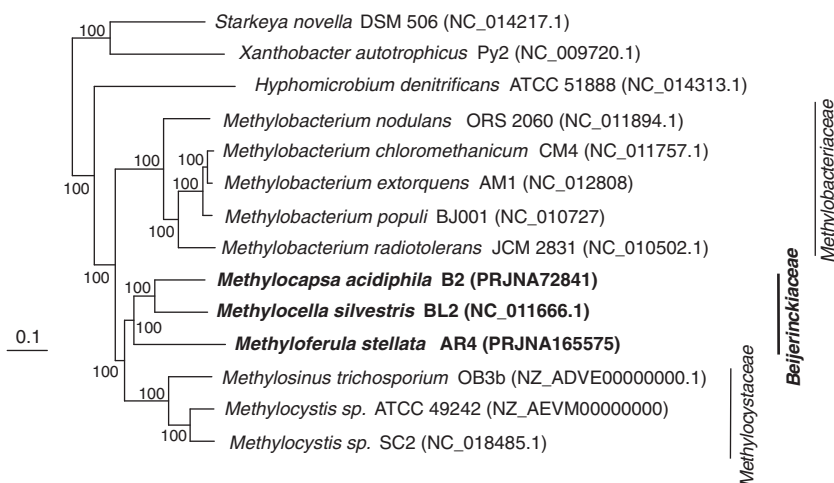 Starkeya novella DSM 506 (NC_014217.1)
100
Xanthobacter autotrophicus Py2 (NC_009720.1)
Hyphomicrobium denitrificans ATCC 51888 (NC_014313.1)
Methylobacterium nodulans ORS 2060 (NC_011894.1)
100
Methylobacterium chloromethanicum CM4 (NC_011757.1)
100
100
Methylobacterium extorquens AM1 (NC_012808)
100
Methylobacterium populi BJ001 (NC_010727)
100
Methylobacterium radiotolerans JCM 2831 (NC_010502.1)
100
Methylocapsa acidiphila B2 (PRJNA72841)
100
Methylocella silvestris BL2 (NC_011666.1)
100
Methyloferula stellata AR4 (PRJNA165575)
100
Methylosinus trichosporium OB3b (NZ_ADVE00000000.1)
100
Methylocystis sp. ATCC 49242 (NZ_AEVM00000000)
100
Methylocystis sp. SC2 (NC_018485.1)
0.1
Methylobacteriaceae
Beijerinckiaceae
Methylocystaceae